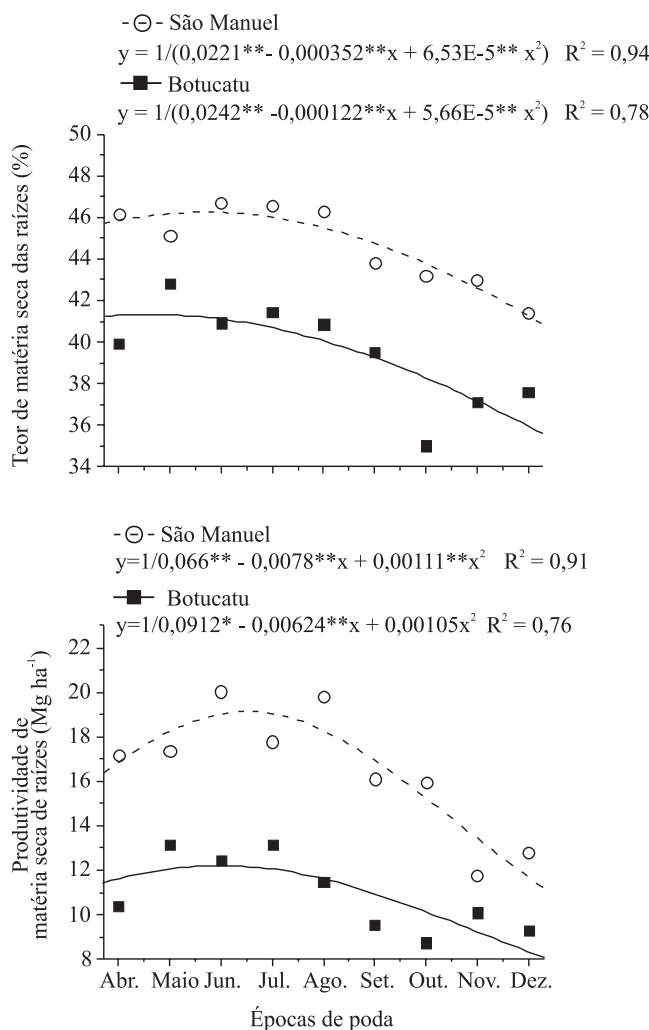 São Manuel
y = 1/(0,0221**- 0,000352**x + 6,53E-5** x²) R² = 0,94
Botucatu
y = 1/(0,0242** -0,000122**x + 5,66E-5** x²) R² = 0,78
Teor de matéria seca das raízes (%)
50
48
46
44
42
40
38
36
34
São Manuel
y=1/0,066** - 0,0078**x + 0,00111**x² R² = 0,91
Botucatu
y=1/0,0912* - 0,00624**x + 0,00105x² R² = 0,76
Produtividade de
matéria seca de raízes (Mg ha⁻¹)
22
20
18
16
14
12
10
8
Abr. Maio Jun. Jul. Ago. Set. Out. Nov. Dez.
Épocas de poda